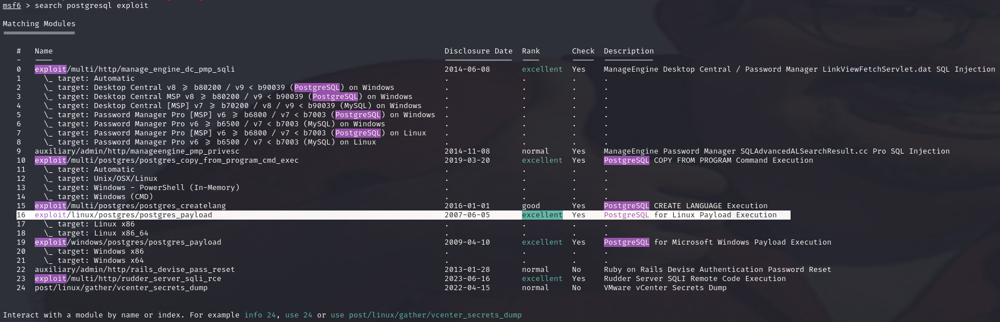 msf6 > search postgresql exploit
Matching Modules
================
# Name Disclosure Date Rank Check Description
- ---- --------------- ---- ----- -----------
0 exploit/multi/http/manage_engine_dc_pmp_sqli 2014-06-08 excellent Yes ManageEngine Desktop Central / Password Manager LinkViewFetchServlet.dat SQL Injection
1 \_ target: Automatic . . . .
2 \_ target: Desktop Central v8 >= b80200 / v9 < b90039 (PostgreSQL) on Windows . . . .
3 \_ target: Desktop Central MSP v8 >= b80200 / v9 < b90039 (PostgreSQL) on Windows . . . .
4 \_ target: Desktop Central [MSP] v7 >= b70200 / v8 / v9 < b90039 (MySQL) on Windows . . . .
5 \_ target: Password Manager Pro [MSP] v6 >= b6800 / v7 < b7003 (PostgreSQL) on Windows . . . .
6 \_ target: Password Manager Pro v6 >= b6500 / v7 < b7003 (MySQL) on Windows . . . .
7 \_ target: Password Manager Pro [MSP] v6 >= b6800 / v7 < b7003 (PostgreSQL) on Linux . . . .
8 \_ target: Password Manager Pro v6 >= b6500 / v7 < b7003 (MySQL) on Linux . . . .
9 auxiliary/admin/http/manageengine_pmp_privesc 2014-11-08 normal Yes ManageEngine Password Manager SQLAdvancedALSearchResult.cc Pro SQL Injection
10 exploit/multi/postgres/postgres_copy_from_program_cmd_exec 2019-03-20 excellent Yes PostgreSQL COPY FROM PROGRAM Command Execution
11 \_ target: Automatic . . . .
12 \_ target: Unix/OSX/Linux . . . .
13 \_ target: Windows - PowerShell (In-Memory) . . . .
14 \_ target: Windows (CMD) . . . .
15 exploit/multi/postgres/postgres_createlang 2016-01-01 good Yes PostgreSQL CREATE LANGUAGE Execution
16 exploit/linux/postgres/postgres_payload 2007-06-05 excellent Yes PostgreSQL for Linux Payload Execution
17 \_ target: Linux x86 . . . .
18 \_ target: Linux x86_64 . . . .
19 exploit/windows/postgres/postgres_payload 2009-04-10 excellent Yes PostgreSQL for Microsoft Windows Payload Execution
20 \_ target: Windows x86 . . . .
21 \_ target: Windows x64 . . . .
22 auxiliary/admin/http/rails_devise_pass_reset 2013-01-28 normal No Ruby on Rails Devise Authentication Password Reset
23 exploit/multi/http/rudder_server_sqli_rce 2023-06-16 excellent Yes Rudder Server SQLI Remote Code Execution
24 post/linux/gather/vcenter_secrets_dump 2022-04-15 normal No VMware vCenter Secrets Dump
Interact with a module by name or index. For example info 24, use 24 or use post/linux/gather/vcenter_secrets_dump